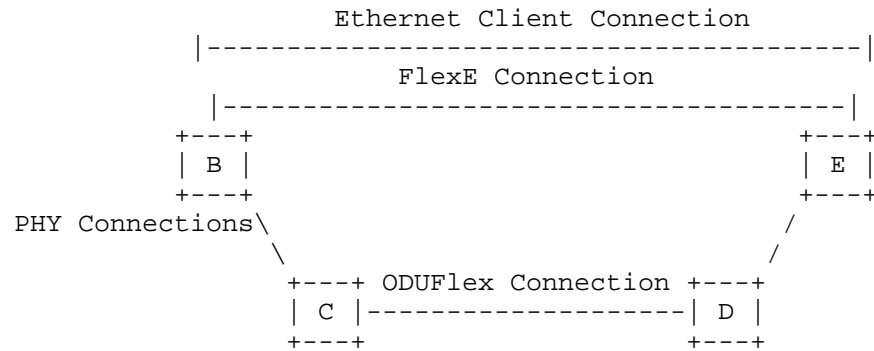 Ethernet Client Connection
|-----------------------------------------|
FlexE Connection
|---------------------------------------|
+---+ +---+
| B | | E |
+---+ +---+
PHY Connections\ /
\ /
+---+ ODUFlex Connection +---+
| C |--------------------| D |
+---+ +---+